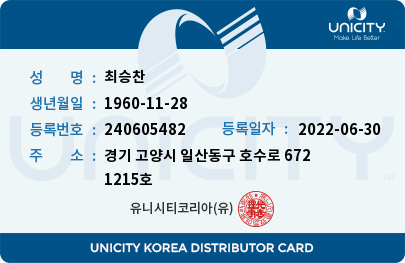 UNICITY
Make Life Better
성 명 : 최승찬
생년월일 : 1960-11-28
등록번호 : 240605482 등록일자 : 2022-06-30
주 소 : 경기 고양시 일산동구 호수로 672
1215호
UNICITY
유니시티코리아(유)
UNICITY KOREA DISTRIBUTOR CARD